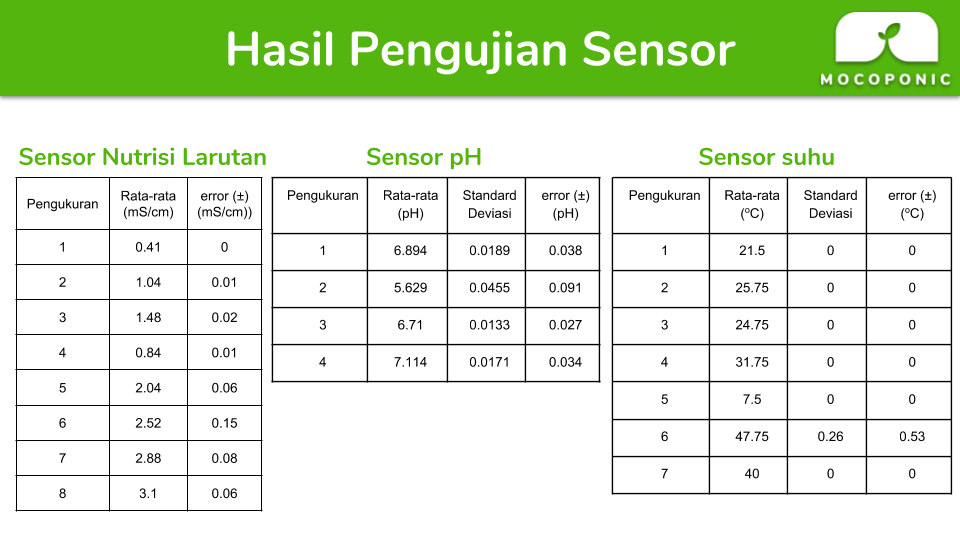 Hasil Pengujian Sensor
MOCOPONIC
Sensor Nutrisi Larutan
Pengukuran Rata-rata (mS/cm) error (±) (mS/cm))
1 0.41 0
2 1.04 0.01
3 1.48 0.02
4 0.84 0.01
5 2.04 0.06
6 2.52 0.15
7 2.88 0.08
8 3.1 0.06
Sensor pH
Pengukuran Rata-rata (pH) Standard Deviasi error (±) (pH)
1 6.894 0.0189 0.038
2 5.629 0.0455 0.091
3 6.71 0.0133 0.027
4 7.114 0.0171 0.034
Sensor suhu
Pengukuran Rata-rata (ºC) Standard Deviasi error (±) (ºC)
1 21.5 0 0
2 25.75 0 0
3 24.75 0 0
4 31.75 0 0
5 7.5 0 0
6 47.75 0.26 0.53
7 40 0 0